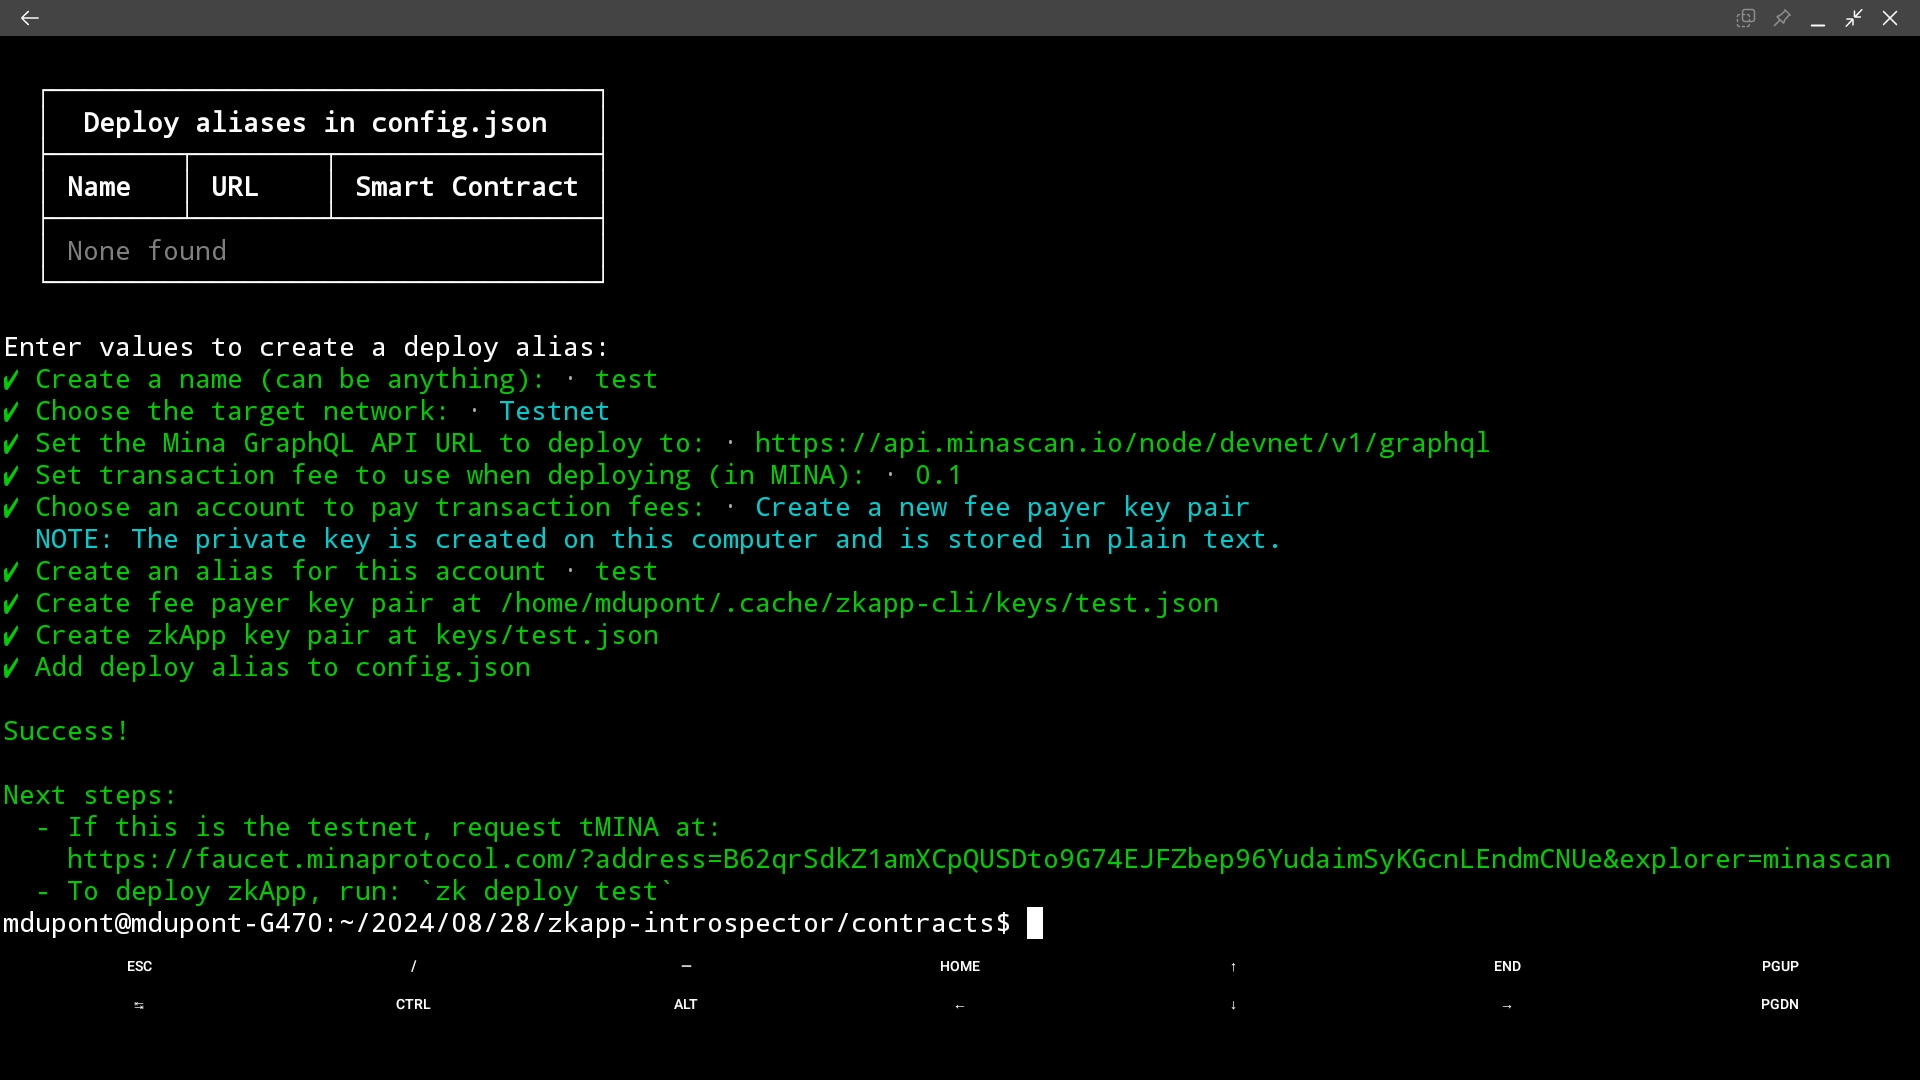 Deploy aliases in config.json
Name URL Smart Contract
None found
Enter values to create a deploy alias:
✔ Create a name (can be anything): · test
✔ Choose the target network: · Testnet
✔ Set the Mina GraphQL API URL to deploy to: · https://api.minascan.io/node/devnet/v1/graphql
✔ Set transaction fee to use when deploying (in MINA): · 0.1
✔ Choose an account to pay transaction fees: · Create a new fee payer key pair
NOTE: The private key is created on this computer and is stored in plain text.
✔ Create an alias for this account · test
✔ Create fee payer key pair at /home/mdupont/.cache/zkapp-cli/keys/test.json
✔ Create zkApp key pair at keys/test.json
✔ Add deploy alias to config.json
Success!
Next steps:
- If this is the testnet, request tMINA at:
https://faucet.minaprotocol.com/?address=B62qrSdkZ1amXCpQUSDto9G74EJFZbep96YudaimSyKGcnLEndmCNUe&explorer=minascan
- To deploy zkApp, run: `zk deploy test`
mdupont@mdupont-G470:~/2024/08/28/zkapp-introspector/contracts$
ESC / — HOME ↑ END PGUP
↹ CTRL ALT ← ↓ → PGDN